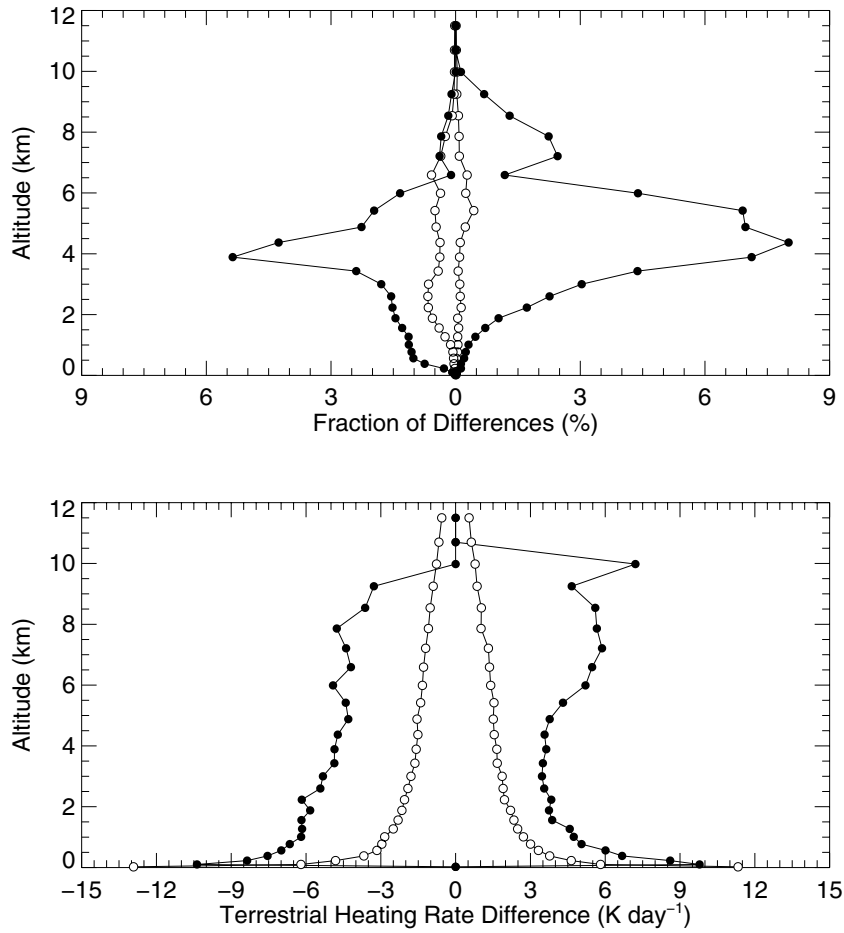 12
10
8
6
4
2
0
Altitude (km)
9 6 3 0 3 6 9
Fraction of Differences (%)
12
10
8
6
4
2
0
Altitude (km)
−15 −12 −9 −6 −3 0 3 6 9 12 15
Terrestrial Heating Rate Difference (K day⁻¹)